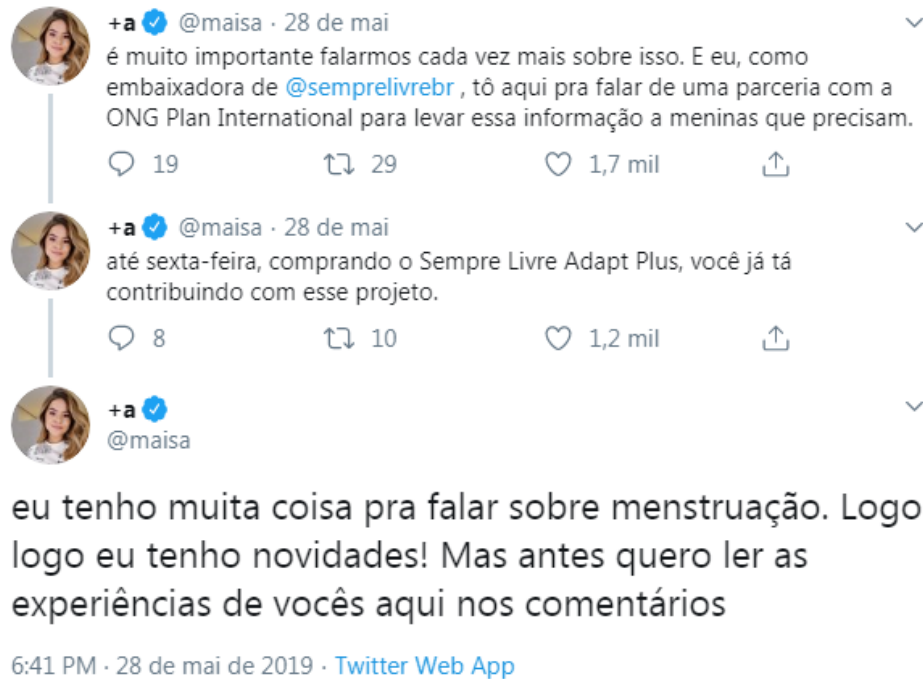 +a @maisa · 28 de mai
é muito importante falarmos cada vez mais sobre isso. E eu, como
embaixadora de @semprelivrebr , tô aqui pra falar de uma parceria com a
ONG Plan International para levar essa informação a meninas que precisam.
19 29 1,7 mil
+a @maisa · 28 de mai
até sexta-feira, comprando o Sempre Livre Adapt Plus, você já tá
contribuindo com esse projeto.
8 10 1,2 mil
+a
@maisa
eu tenho muita coisa pra falar sobre menstruação. Logo
logo eu tenho novidades! Mas antes quero ler as
experiências de vocês aqui nos comentários
6:41 PM · 28 de mai de 2019 · Twitter Web App